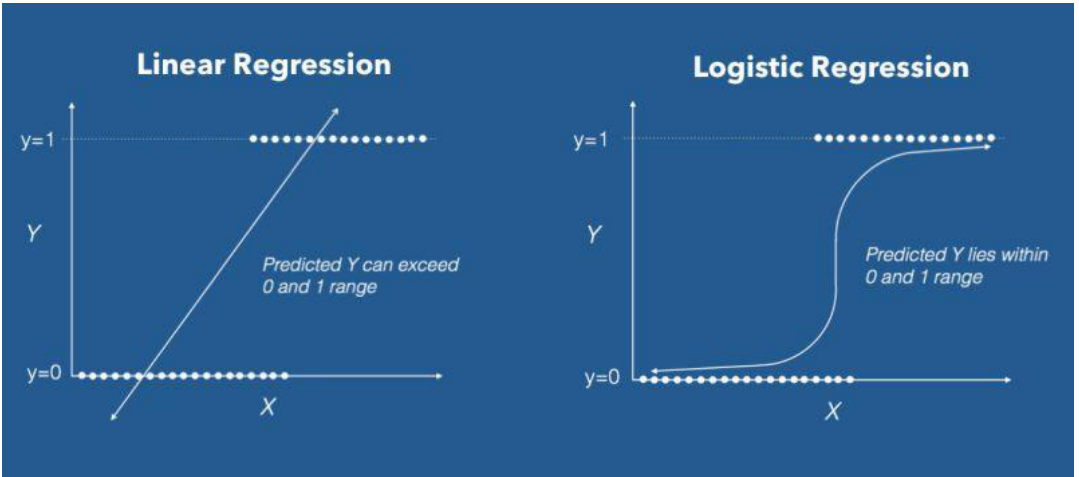 Linear Regression
y=1
Y
Predicted Y can exceed
0 and 1 range
y=0
X
Logistic Regression
y=1
Y
Predicted Y lies within
0 and 1 range
y=0
X